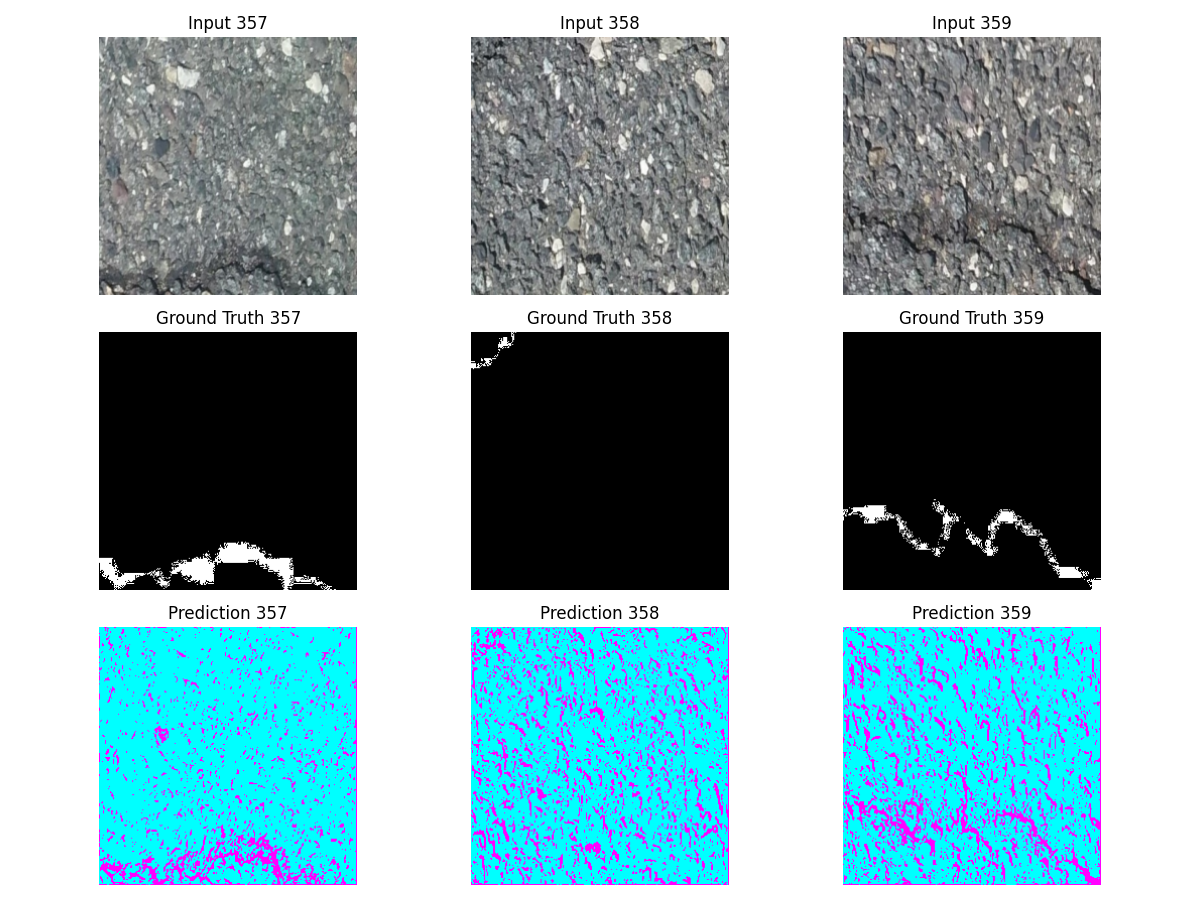 Input 357
Input 358
Input 359
Ground Truth 357
Ground Truth 358
Ground Truth 359
Prediction 357
Prediction 358
Prediction 359